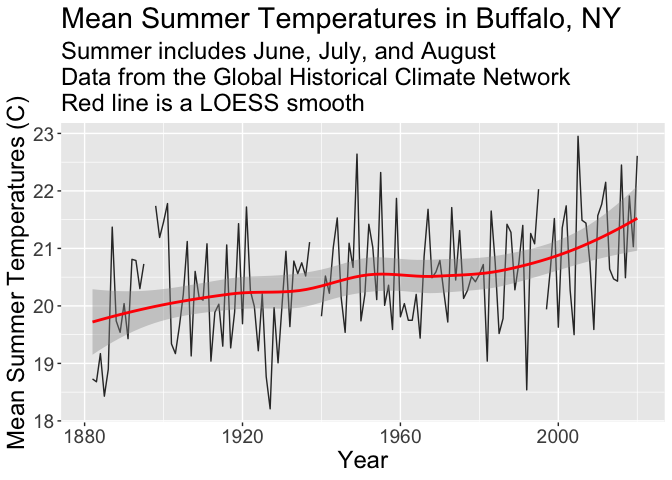 Mean Summer Temperatures in Buffalo, NY
Summer includes June, July, and August
Data from the Global Historical Climate Network
Red line is a LOESS smooth
Mean Summer Temperatures (C)
23
22
21
20
19
18
1880
1920
1960
2000
Year